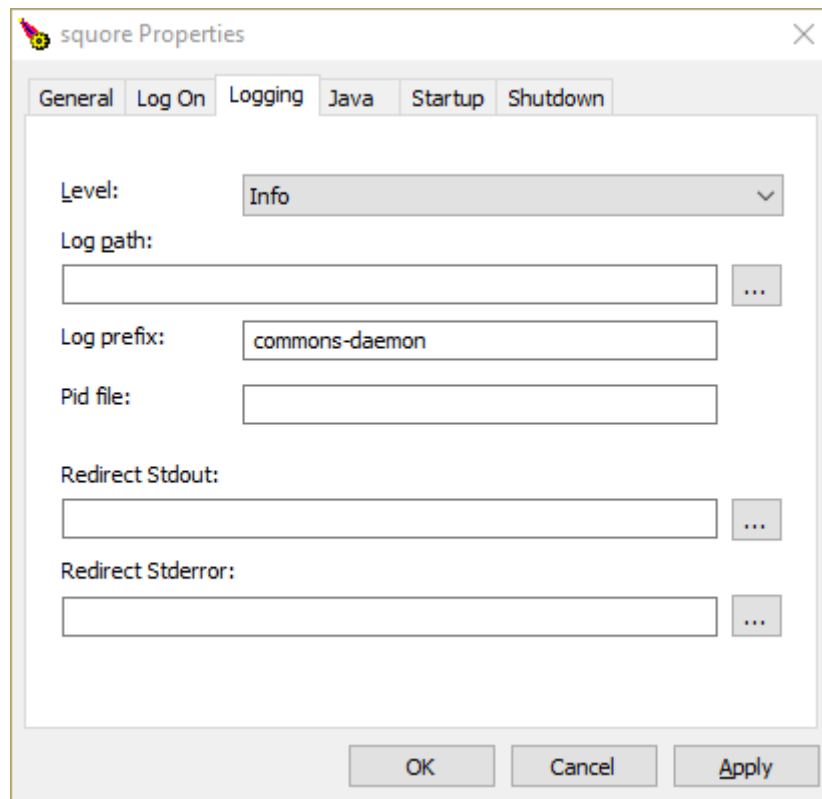 squore Properties
General Log On Logging Java Startup Shutdown
Level: Info
Log path:
...
Log prefix: commons-daemon
Pid file:
Redirect Stdout:
...
Redirect Stderror:
...
OK Cancel Apply